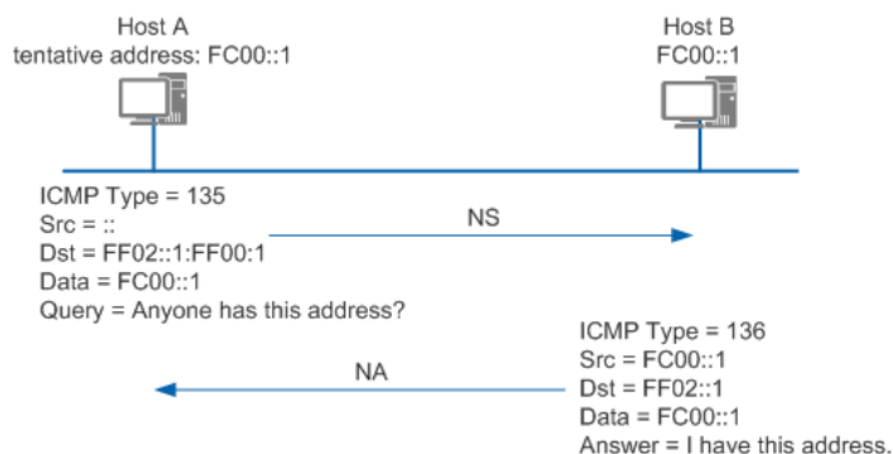 Host A
tentative address: FC00::1
Host B
FC00::1
ICMP Type = 135
Src = ::
Dst = FF02::1:FF00:1
Data = FC00::1
Query = Anyone has this address?
NS
ICMP Type = 136
Src = FC00::1
Dst = FF02::1
Data = FC00::1
Answer = I have this address.
NA